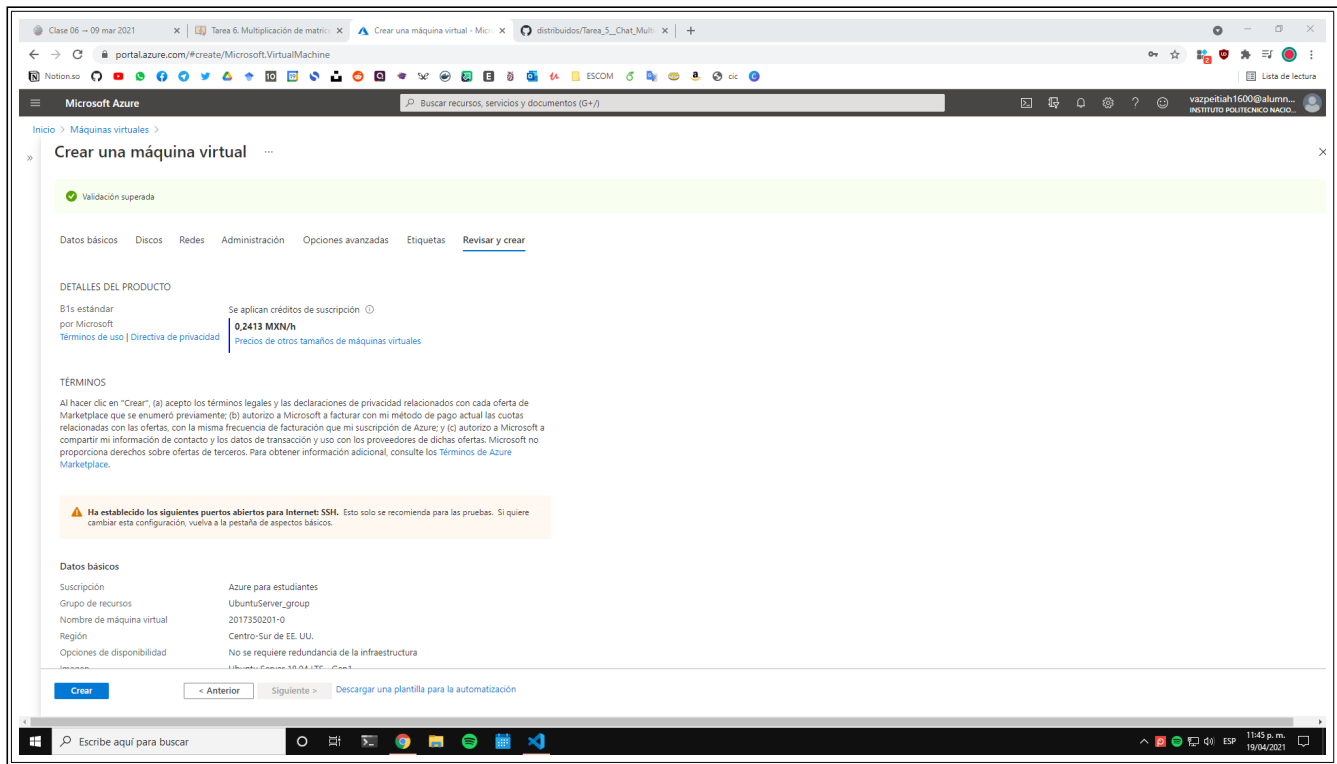 Clase 06 -- 09 mar 2021
Tarea 6. Multiplicación de matric
Crear una máquina virtual - Micr
distribuidos/Tarea_5__Chat_Multi
portal.azure.com/#create/Microsoft.VirtualMachine
Notion.so
ESCOM
cic
Lista de lectura
Microsoft Azure
Buscar recursos, servicios y documentos (G+/)
vazpeitiah1600@alumn...
INSTITUTO POLITECNICO NACIO...
Inicio > Máquinas virtuales >
Crear una máquina virtual ...
Validación superada
Datos básicos Discos Redes Administración Opciones avanzadas Etiquetas Revisar y crear
DETALLES DEL PRODUCTO
B1s estándar
por Microsoft
Términos de uso | Directiva de privacidad
Se aplican créditos de suscripción
0,2413 MXN/h
Precios de otros tamaños de máquinas virtuales
TÉRMINOS
Al hacer clic en "Crear", (a) acepto los términos legales y las declaraciones de privacidad relacionados con cada oferta de
Marketplace que se enumeró previamente; (b) autorizo a Microsoft a facturar con mi método de pago actual las cuotas
relacionadas con las ofertas, con la misma frecuencia de facturación que mi suscripción de Azure; y (c) autorizo a Microsoft a
compartir mi información de contacto y los datos de transacción y uso con los proveedores de dichas ofertas. Microsoft no
proporciona derechos sobre ofertas de terceros. Para obtener información adicional, consulte los Términos de Azure
Marketplace.
Ha establecido los siguientes puertos abiertos para Internet: SSH. Esto solo se recomienda para las pruebas. Si quiere
cambiar esta configuración, vuelva a la pestaña de aspectos básicos.
Datos básicos
Suscripción Azure para estudiantes
Grupo de recursos UbuntuServer_group
Nombre de máquina virtual 2017350201-0
Región Centro-Sur de EE. UU.
Opciones de disponibilidad No se requiere redundancia de la infraestructura
Imagen Ubuntu Server 18.04 LTS - Gen1
Crear
< Anterior
Siguiente >
Descargar una plantilla para la automatización
Escribe aquí para buscar
ESP
11:45 p. m.
19/04/2021